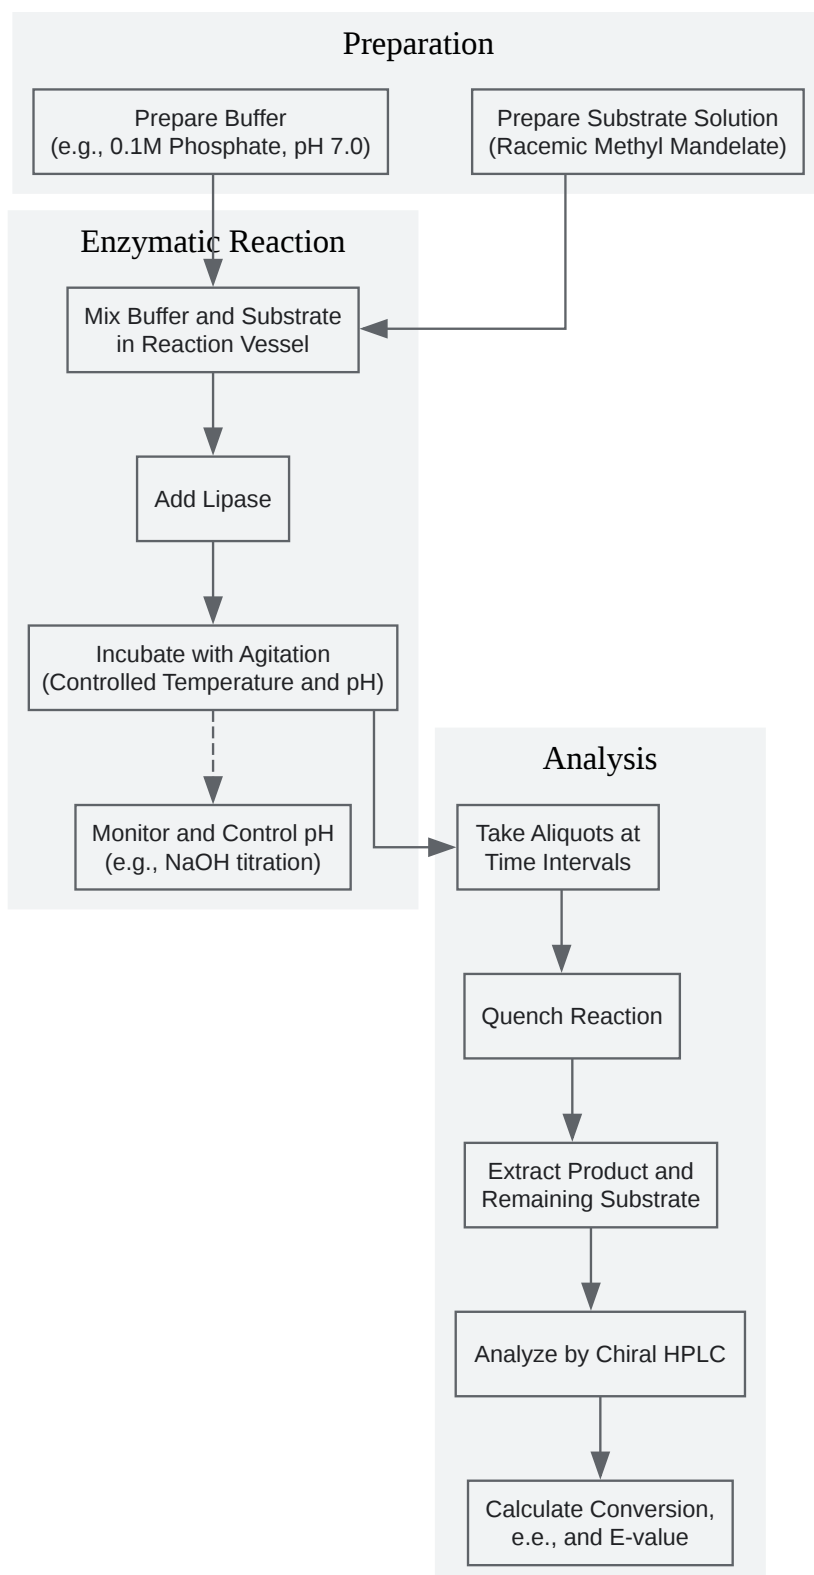 Preparation
Prepare Buffer
(e.g., 0.1M Phosphate, pH 7.0)
Prepare Substrate Solution
(Racemic Methyl Mandelate)
Enzymatic Reaction
Mix Buffer and Substrate
in Reaction Vessel
Add Lipase
Incubate with Agitation
(Controlled Temperature and pH)
Monitor and Control pH
(e.g., NaOH titration)
Analysis
Take Aliquots at
Time Intervals
Quench Reaction
Extract Product and
Remaining Substrate
Analyze by Chiral HPLC
Calculate Conversion,
e.e., and E-value